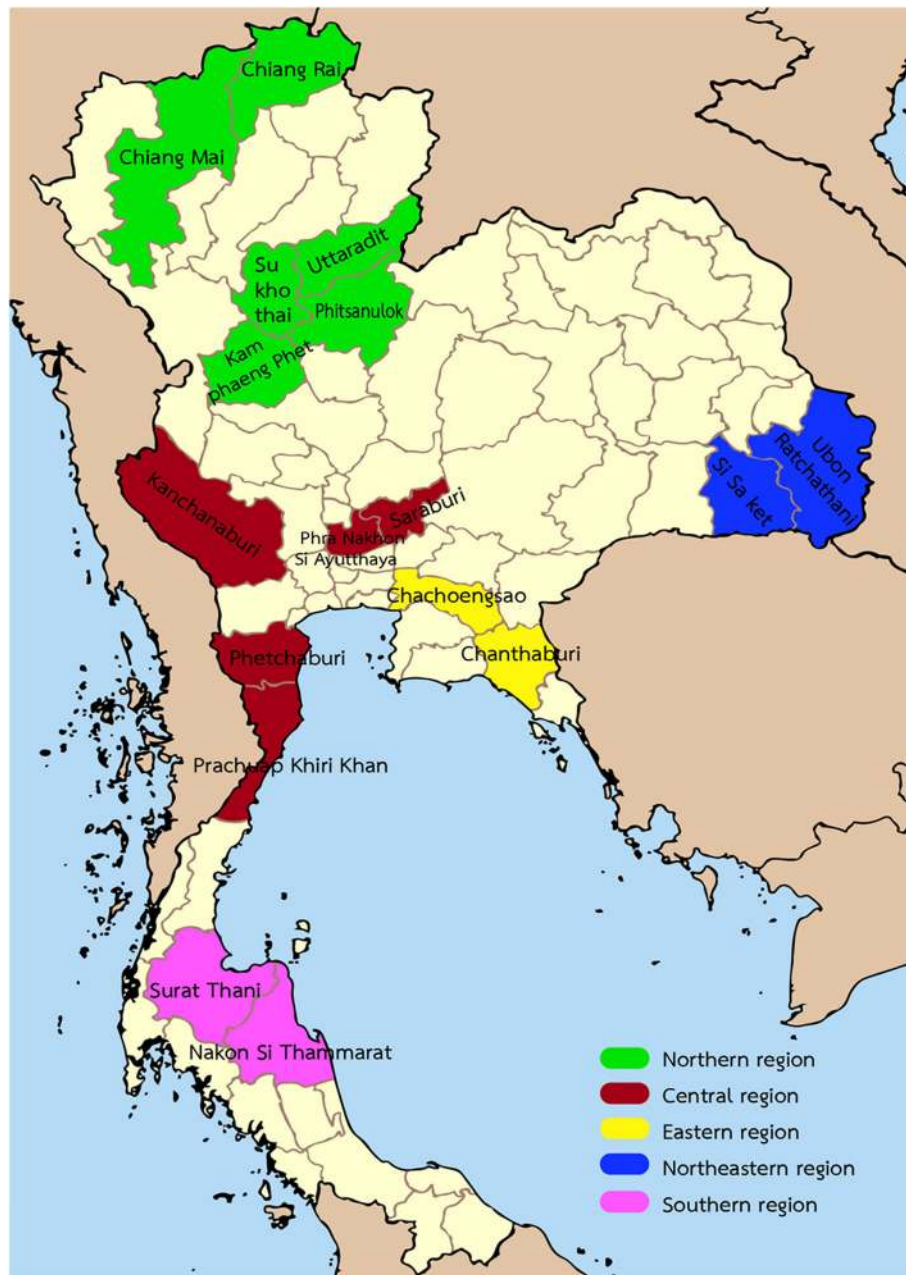 Chiang Rai
Chiang Mai
Uttaradit
Su
kho
thai
Phitsanulok
Kam
phaeng Phet
Kanchanaburi
Saraburi
Phra Nakhon
Si Ayutthaya
Ubon
Ratchathani
Si Sa ket
Chachoengsao
Chanthaburi
Phetchaburi
Prachuap Khiri Khan
Surat Thani
Nakon Si Thammarat
Northern region
Central region
Eastern region
Northeastern region
Southern region